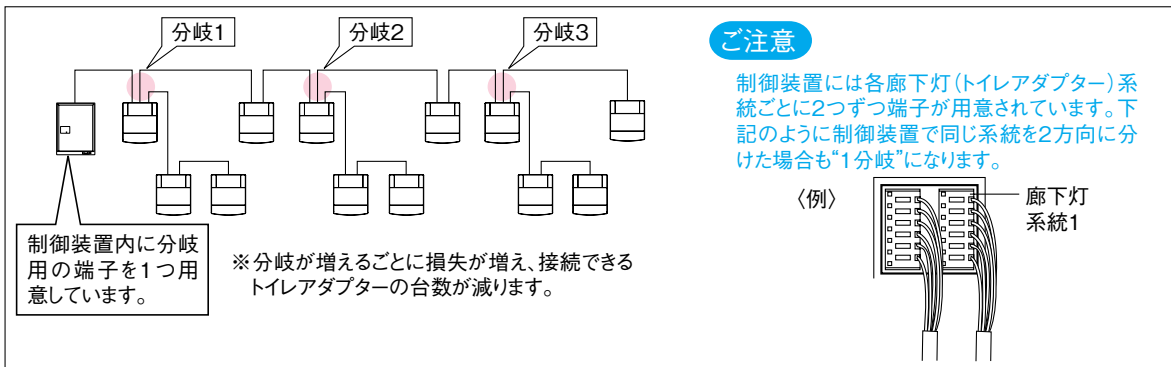 分岐1
分岐2
分岐3
制御装置内に分岐
用の端子を1つ用
意しています。
※分岐が増えるごとに損失が増え、接続できる
トイレアダプターの台数が減ります。
ご注意
制御装置には各廊下灯(トイレアダプター)系
統ごとに2つずつ端子が用意されています。下
記のように制御装置で同じ系統を2方向に分
けた場合も“1分岐”になります。
〈例〉
廊下灯
系統1